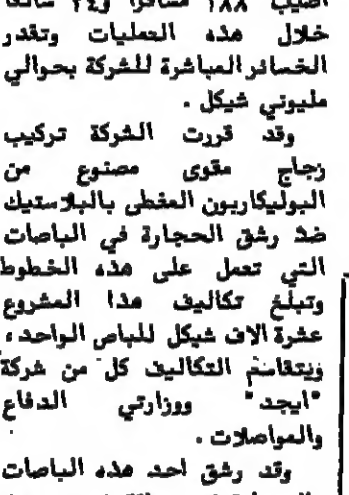 خلال هذه العمليات وتقدر
الخسائر المباشرة للشركة بحوالي
مليوني شيكل .
وقد قررت الشركة تركيب
زجاج مقوى مصنوع من
البوليكاربون المغطى بالبلاستيك
ضد رشق الحجارة في الباصات
التي تعمل على هذه الخطوط
وتبلغ تكاليف هذا المشروع
عشرة الاف شيكل للباص الواحد ،
ويتقاسم التكاليف كل من شركة
"ايجد" ووزارتي الدفاع
والمواصلات .
وقد رشق احد هذه الباصات